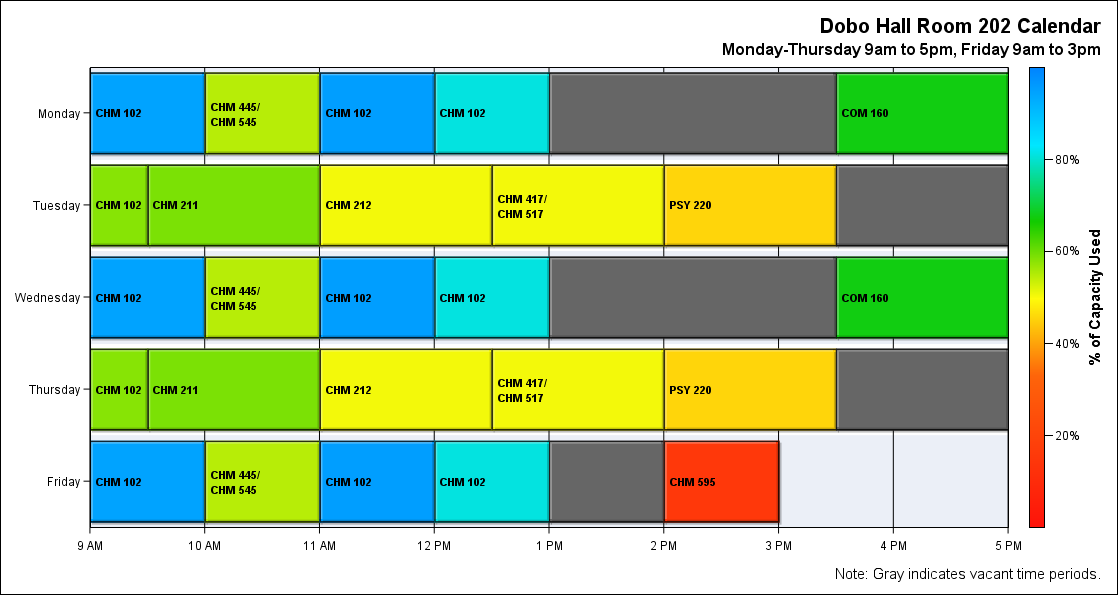 Dobo Hall Room 202 Calendar
Monday-Thursday 9am to 5pm, Friday 9am to 3pm
Monday
CHM 102
CHM 445/
CHM 545
CHM 102
CHM 102
COM 160
Tuesday
CHM 102
CHM 211
CHM 212
CHM 417/
CHM 517
PSY 220
Wednesday
CHM 102
CHM 445/
CHM 545
CHM 102
CHM 102
COM 160
Thursday
CHM 102
CHM 211
CHM 212
CHM 417/
CHM 517
PSY 220
Friday
CHM 102
CHM 445/
CHM 545
CHM 102
CHM 102
CHM 595
9 AM
10 AM
11 AM
12 PM
1 PM
2 PM
3 PM
4 PM
5 PM
80%
60%
40%
20%
% of Capacity Used
Note: Gray indicates vacant time periods.